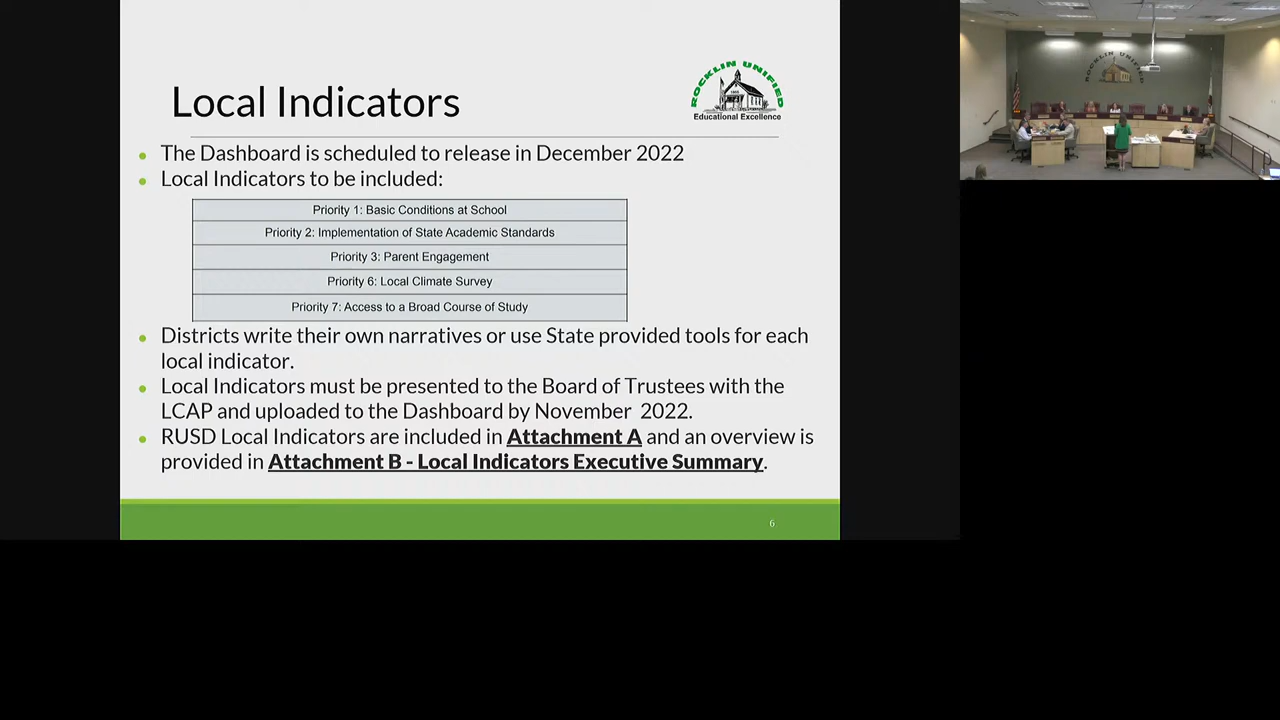 Local Indicators
ROCKLIN UNIFIED
Educational Excellence
The Dashboard is scheduled to release in December 2022
Local Indicators to be included:
Priority 1: Basic Conditions at School
Priority 2: Implementation of State Academic Standards
Priority 3: Parent Engagement
Priority 6: Local Climate Survey
Priority 7: Access to a Broad Course of Study
Districts write their own narratives or use State provided tools for each
local indicator.
Local Indicators must be presented to the Board of Trustees with the
LCAP and uploaded to the Dashboard by November 2022.
RUSD Local Indicators are included in Attachment A and an overview is
provided in Attachment B - Local Indicators Executive Summary.
6
ROCKLIN UNIFIED